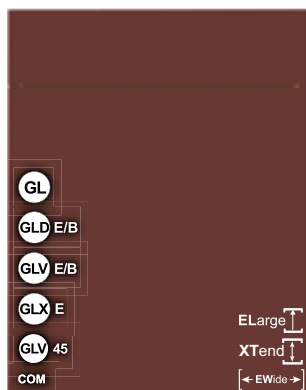 GL
GLD E/B
GLV E/B
GLX E
ELarge
GLV 45
XTend
COM
EWide